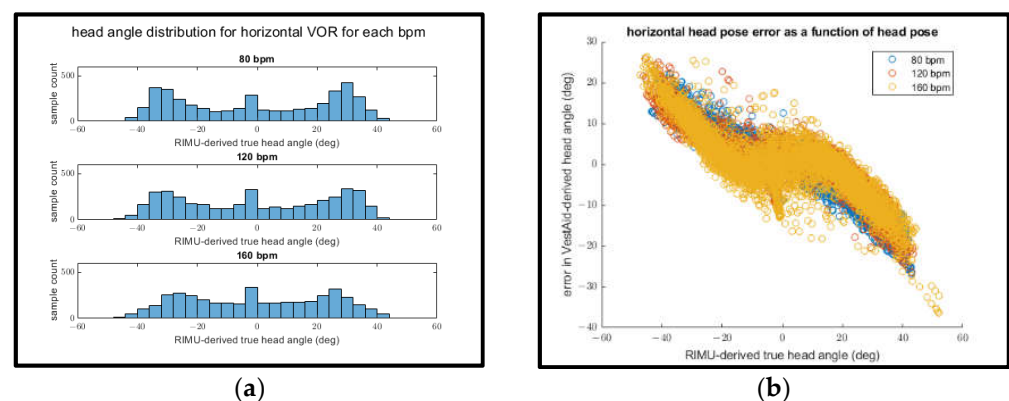 head angle distribution for horizontal VOR for each bpm
80 bpm
500
0
sample count
−60 −40 −20 0 20 40 60
RIMU-derived true head angle (deg)
120 bpm
500
0
sample count
−60 −40 −20 0 20 40 60
RIMU-derived true head angle (deg)
160 bpm
500
0
sample count
−60 −40 −20 0 20 40 60
RIMU-derived true head angle (deg)
(a)
horizontal head pose error as a function of head pose
80 bpm
120 bpm
160 bpm
30
20
10
0
−10
−20
−30
−40
error in VestAid-derived head angle (deg)
−60 −40 −20 0 20 40 60
RIMU-derived true head angle (deg)
(b)